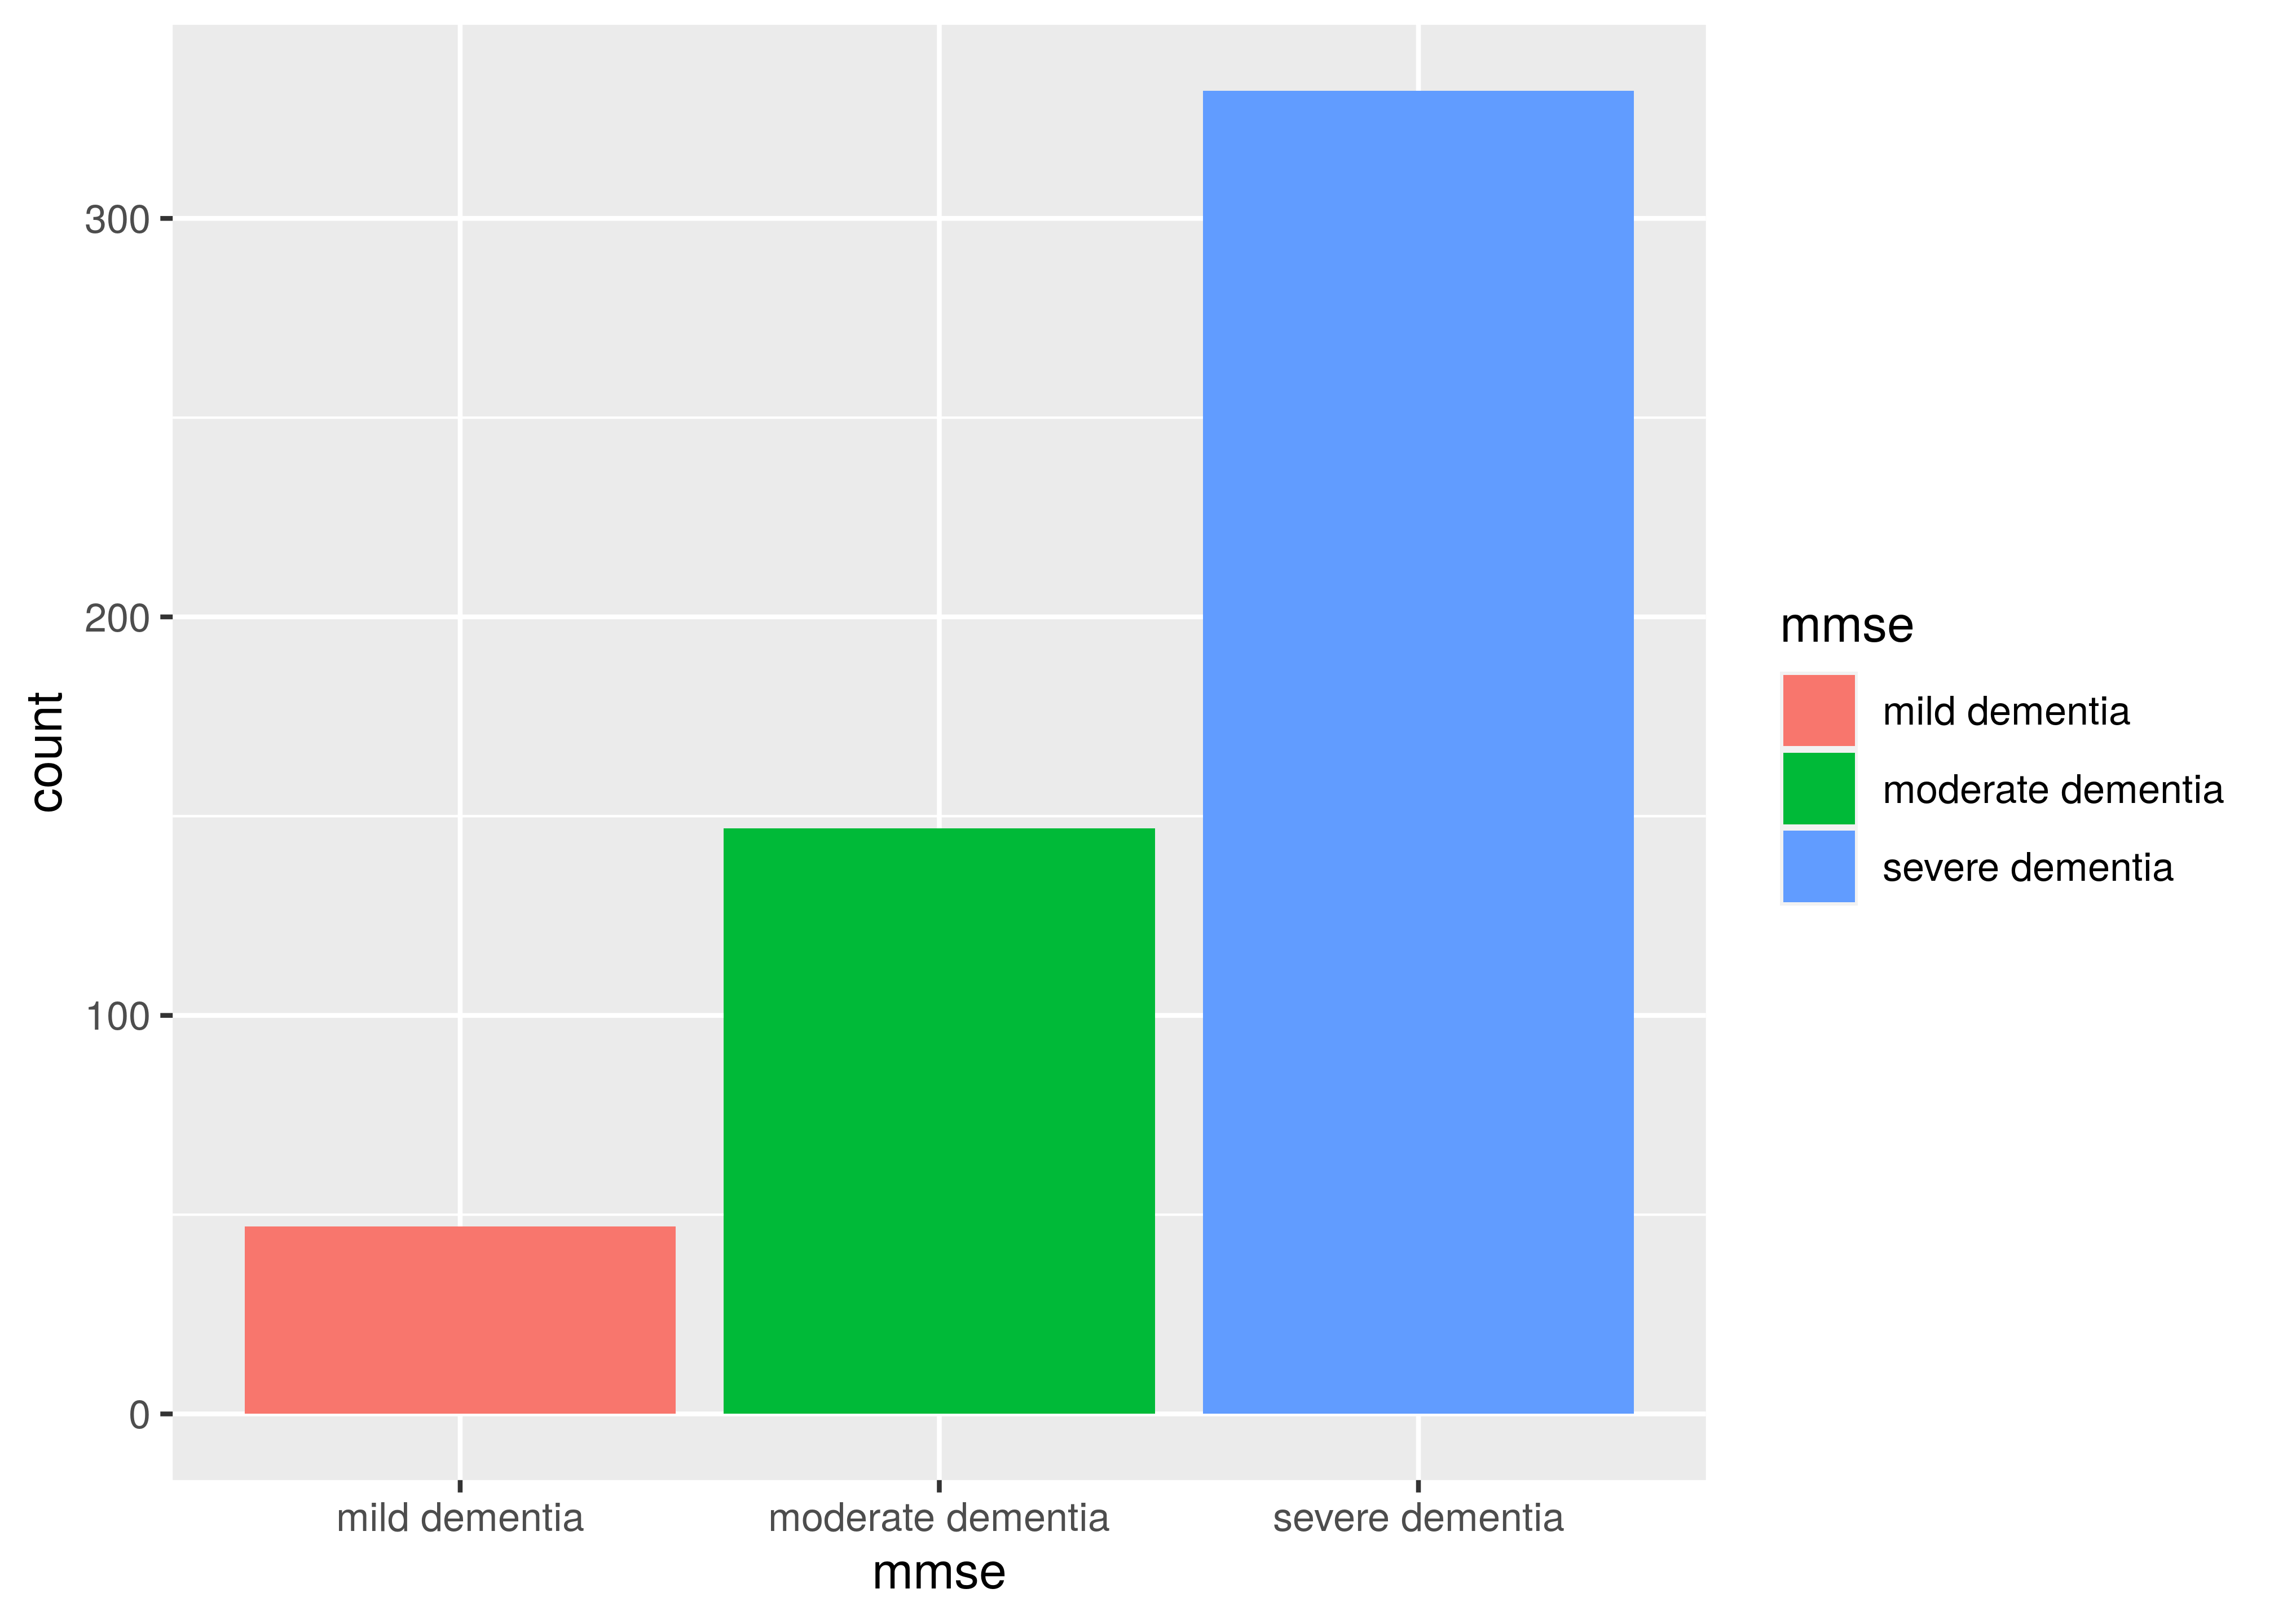 count
300
200
100
0
mild dementia
moderate dementia
severe dementia
mmse
mmse
mild dementia
moderate dementia
severe dementia